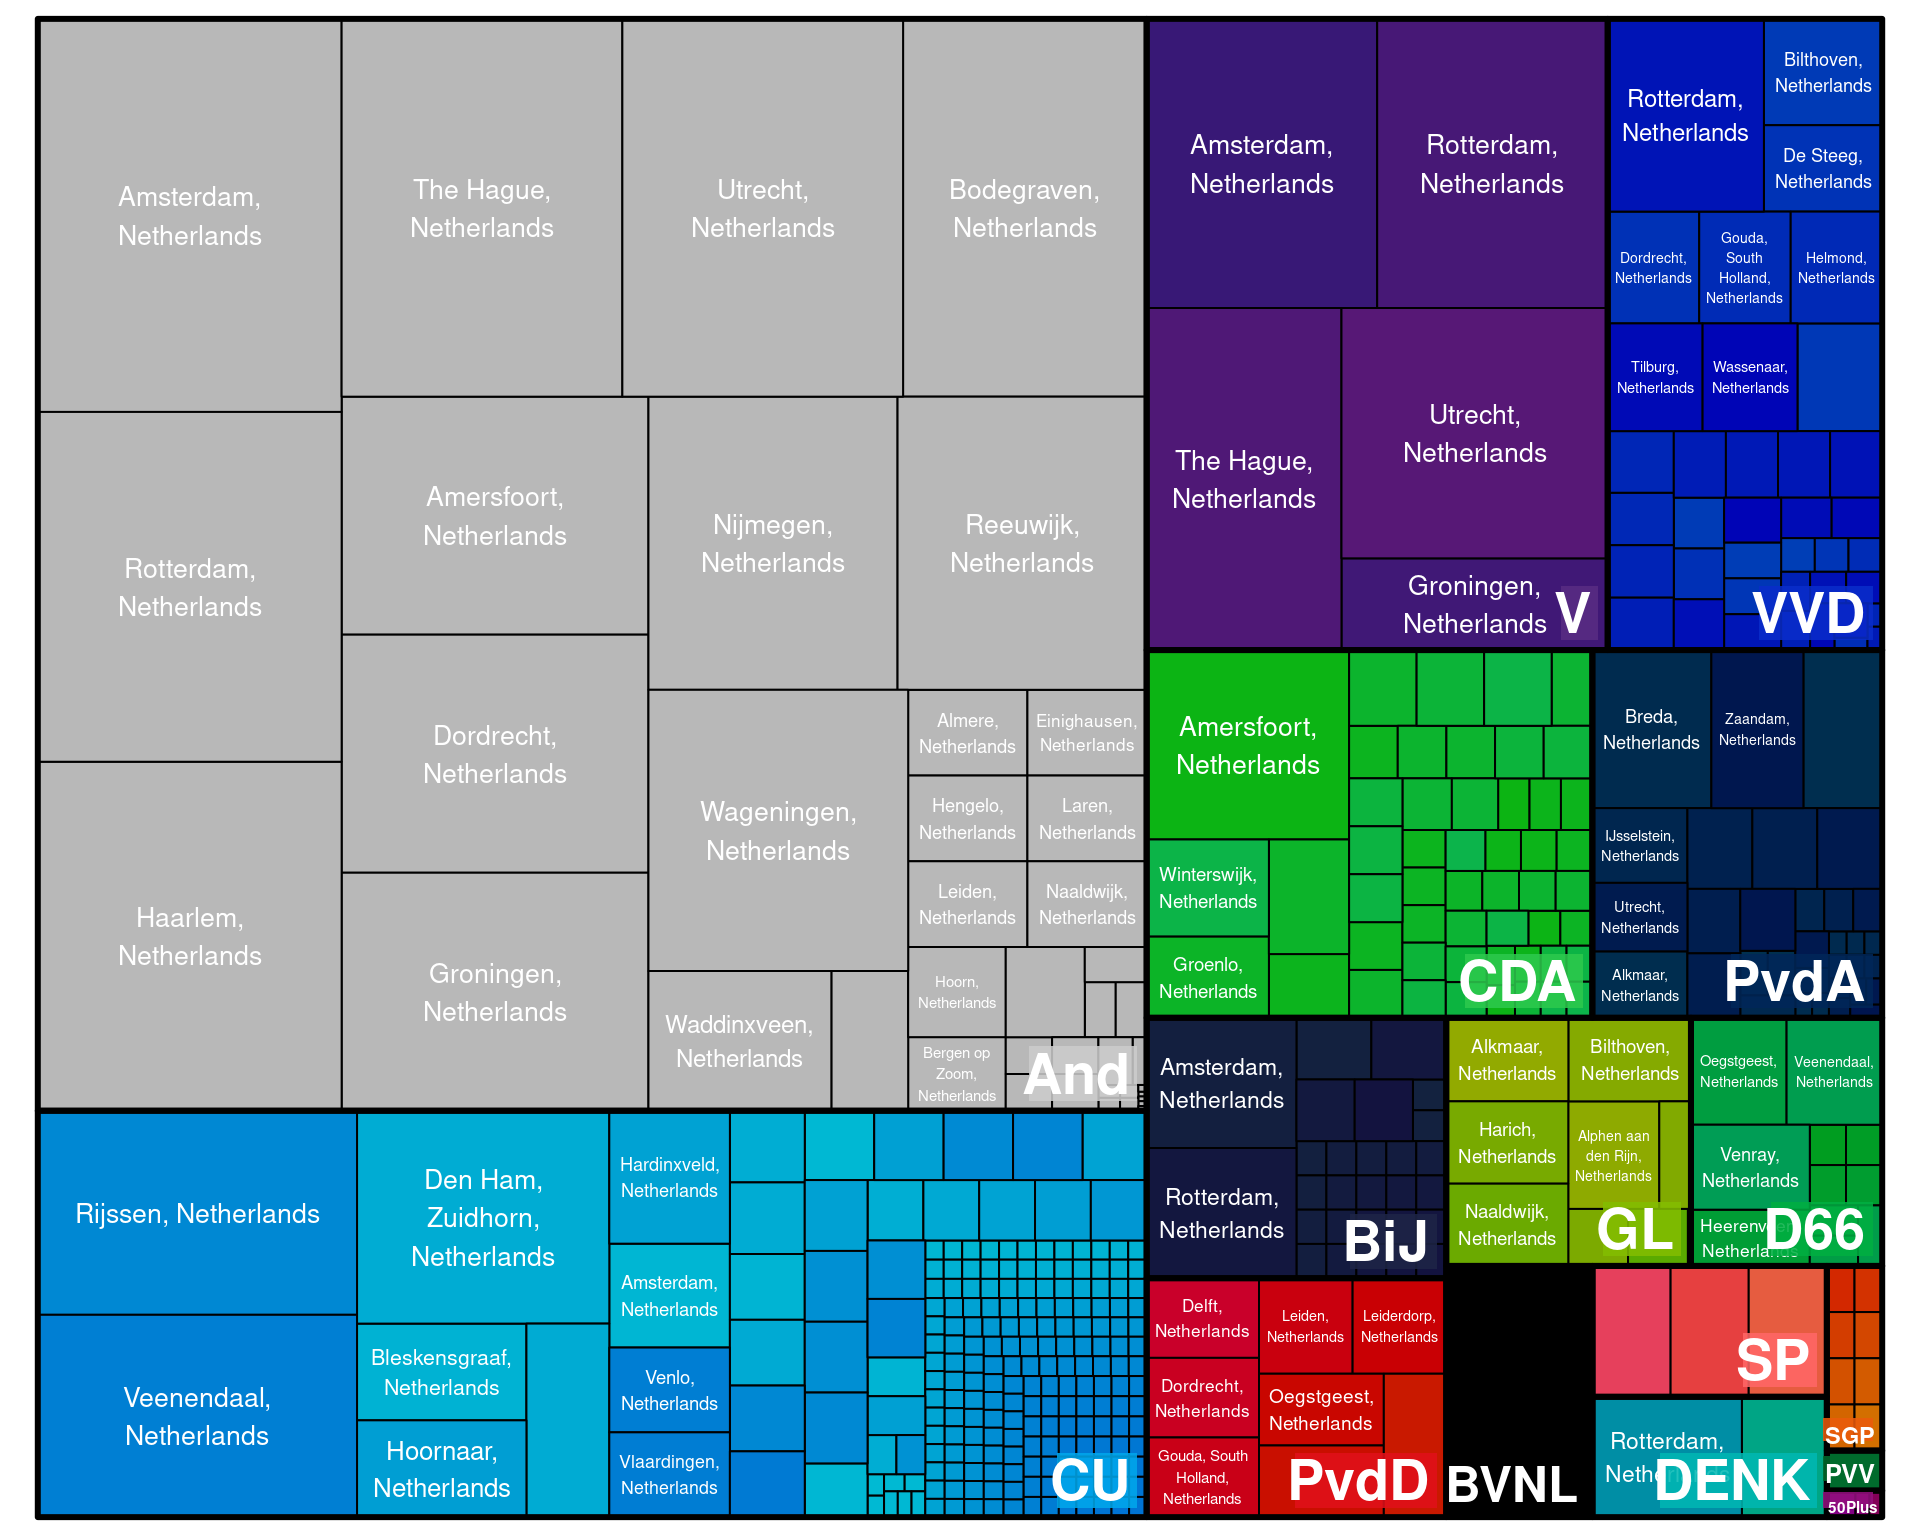 Amsterdam,
Netherlands
The Hague,
Netherlands
Utrecht,
Netherlands
Bodegraven,
Netherlands
Rotterdam,
Netherlands
Amersfoort,
Netherlands
Nijmegen,
Netherlands
Reeuwijk,
Netherlands
Dordrecht,
Netherlands
Haarlem,
Netherlands
Groningen,
Netherlands
Wageningen,
Netherlands
Almere,
Netherlands
Einighausen,
Netherlands
Hengelo,
Netherlands
Laren,
Netherlands
Leiden,
Netherlands
Naaldwijk,
Netherlands
Waddinxveen,
Netherlands
Hoorn,
Netherlands
Bergen op
Zoom,
Netherlands
And
Amsterdam,
Netherlands
Rotterdam,
Netherlands
The Hague,
Netherlands
Utrecht,
Netherlands
Groningen,
Netherlands
V
Rotterdam,
Netherlands
Bilthoven,
Netherlands
De Steeg,
Netherlands
Dordrecht,
Netherlands
Gouda,
South
Holland,
Netherlands
Helmond,
Netherlands
Tilburg,
Netherlands
Wassenaar,
Netherlands
VVD
Amersfoort,
Netherlands
Winterswijk,
Netherlands
Groenlo,
Netherlands
CDA
Breda,
Netherlands
Zaandam,
Netherlands
IJsselstein,
Netherlands
Utrecht,
Netherlands
Alkmaar,
Netherlands
PvdA
Rijssen, Netherlands
Veenendaal,
Netherlands
Den Ham,
Zuidhorn,
Netherlands
Bleskensgraaf,
Netherlands
Hoornaar,
Netherlands
Hardinxveld,
Netherlands
Amsterdam,
Netherlands
Venlo,
Netherlands
Vlaardingen,
Netherlands
CU
Amsterdam,
Netherlands
Rotterdam,
Netherlands
BiJ
Alkmaar,
Netherlands
Bilthoven,
Netherlands
Harich,
Netherlands
Alphen aan
den Rijn,
Netherlands
Naaldwijk,
Netherlands
GL
Oegstgeest,
Netherlands
Veenendaal,
Netherlands
Venray,
Netherlands
Heerenveen,
Netherlands
D66
Delft,
Netherlands
Leiden,
Netherlands
Leiderdorp,
Netherlands
Dordrecht,
Netherlands
Oegstgeest,
Netherlands
Gouda, South
Holland,
Netherlands
PvdD
BVNL
SP
Rotterdam,
Netherlands
DENK
SGP
PVV
50Plus